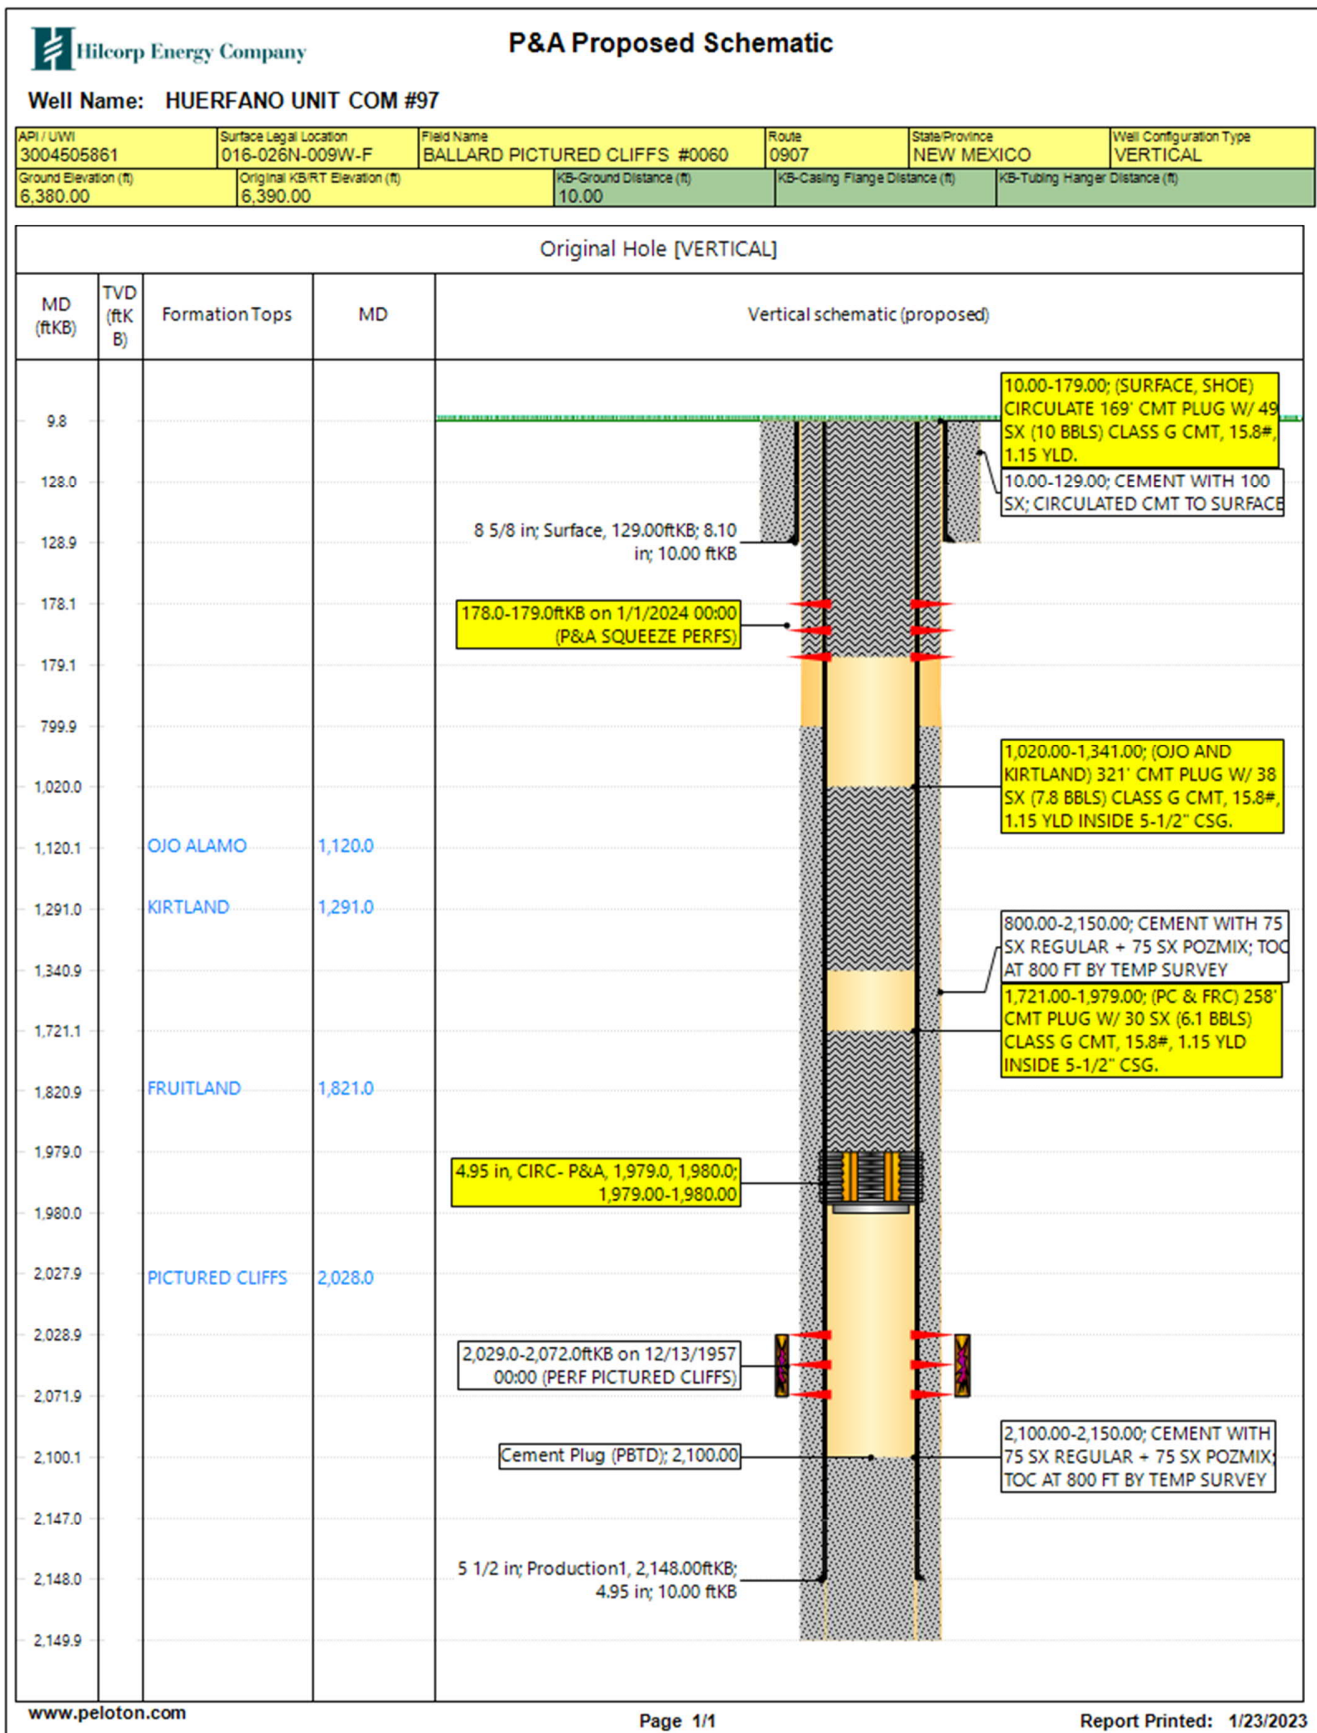 Hilcorp Energy Company
P&A Proposed Schematic
Well Name: HUERFANO UNIT COM #97
API / UWI
3004505861
Surface Legal Location
016-026N-009W-F
Field Name
BALLARD PICTURED CLIFFS #0060
Route
0907
State/Province
NEW MEXICO
Well Configuration Type
VERTICAL
Ground Elevation (ft)
6,380.00
Original KB/RT Elevation (ft)
6,390.00
KB-Ground Distance (ft)
10.00
KB-Casing Flange Distance (ft)
KB-Tubing Hanger Distance (ft)
Original Hole [VERTICAL]
MD
(ftKB)
TVD
(ftK
B)
Formation Tops
MD
Vertical schematic (proposed)
10.00-179.00; (SURFACE, SHOE)
CIRCULATE 169' CMT PLUG W/ 49
SX (10 BBLS) CLASS G CMT, 15.8#,
1.15 YLD.
9.8
10.00-129.00; CEMENT WITH 100
SX; CIRCULATED CMT TO SURFACE
128.0
8 5/8 in; Surface, 129.00ftKB; 8.10
in; 10.00 ftKB
128.9
178.1
178.0-179.0ftKB on 1/1/2024 00:00
(P&A SQUEEZE PERFS)
179.1
799.9
1,020.00-1,341.00; (OJO AND
KIRTLAND) 321' CMT PLUG W/ 38
SX (7.8 BBLS) CLASS G CMT, 15.8#,
1.15 YLD INSIDE 5-1/2" CSG.
1,020.0
1,120.1
OJO ALAMO
1,120.0
1,291.0
KIRTLAND
1,291.0
800.00-2,150.00; CEMENT WITH 75
SX REGULAR + 75 SX POZMIX; TOC
AT 800 FT BY TEMP SURVEY
1,340.9
1,721.00-1,979.00; (PC & FRC) 258'
CMT PLUG W/ 30 SX (6.1 BBLS)
CLASS G CMT, 15.8#, 1.15 YLD
INSIDE 5-1/2" CSG.
1,721.1
1,820.9
FRUITLAND
1,821.0
1,979.0
4.95 in, CIRC- P&A, 1,979.0, 1,980.0;
1,979.00-1,980.00
1,980.0
2,027.9
PICTURED CLIFFS
2,028.0
2,028.9
2,029.0-2,072.0ftKB on 12/13/1957
00:00 (PERF PICTURED CLIFFS)
2,071.9
2,100.00-2,150.00; CEMENT WITH
75 SX REGULAR + 75 SX POZMIX;
TOC AT 800 FT BY TEMP SURVEY
Cement Plug (PBTD); 2,100.00
2,100.1
2,147.0
5 1/2 in; Production1, 2,148.00ftKB;
4.95 in; 10.00 ftKB
2,148.0
2,149.9
www.peloton.com
Page 1/1
Report Printed: 1/23/2023